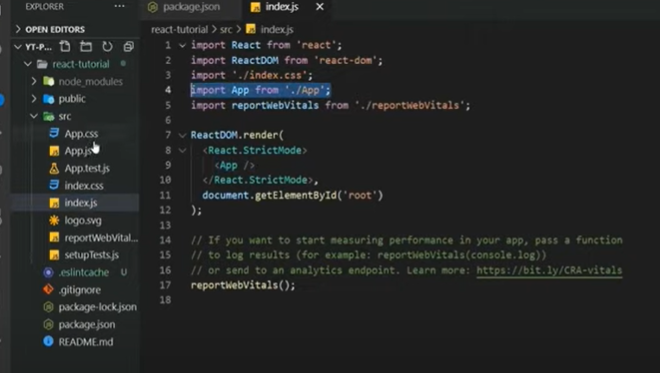 EXPLORER
···
package.json
index.js
OPEN EDITORS
YT-P...
react-tutorial > src > index.js
react-tutorial
node_modules
public
src
App.css
App.js
App.test.js
index.css
index.js
logo.svg
reportWebVital...
setupTests.js
.eslintcache U
.gitignore
package-lock.json
package.json
README.md
1 import React from 'react';
2 import ReactDOM from 'react-dom';
3 import './index.css';
4 import App from './App';
5 import reportWebVitals from './reportWebVitals';
6
7 ReactDOM.render(
8 <React.StrictMode>
9 <App />
10 </React.StrictMode>,
11 document.getElementById('root')
12 );
13
14 // If you want to start measuring performance in your app, pass a function
15 // to log results (for example: reportWebVitals(console.log))
16 // or send to an analytics endpoint. Learn more: https://bit.ly/CRA-vitals
17 reportWebVitals();
18